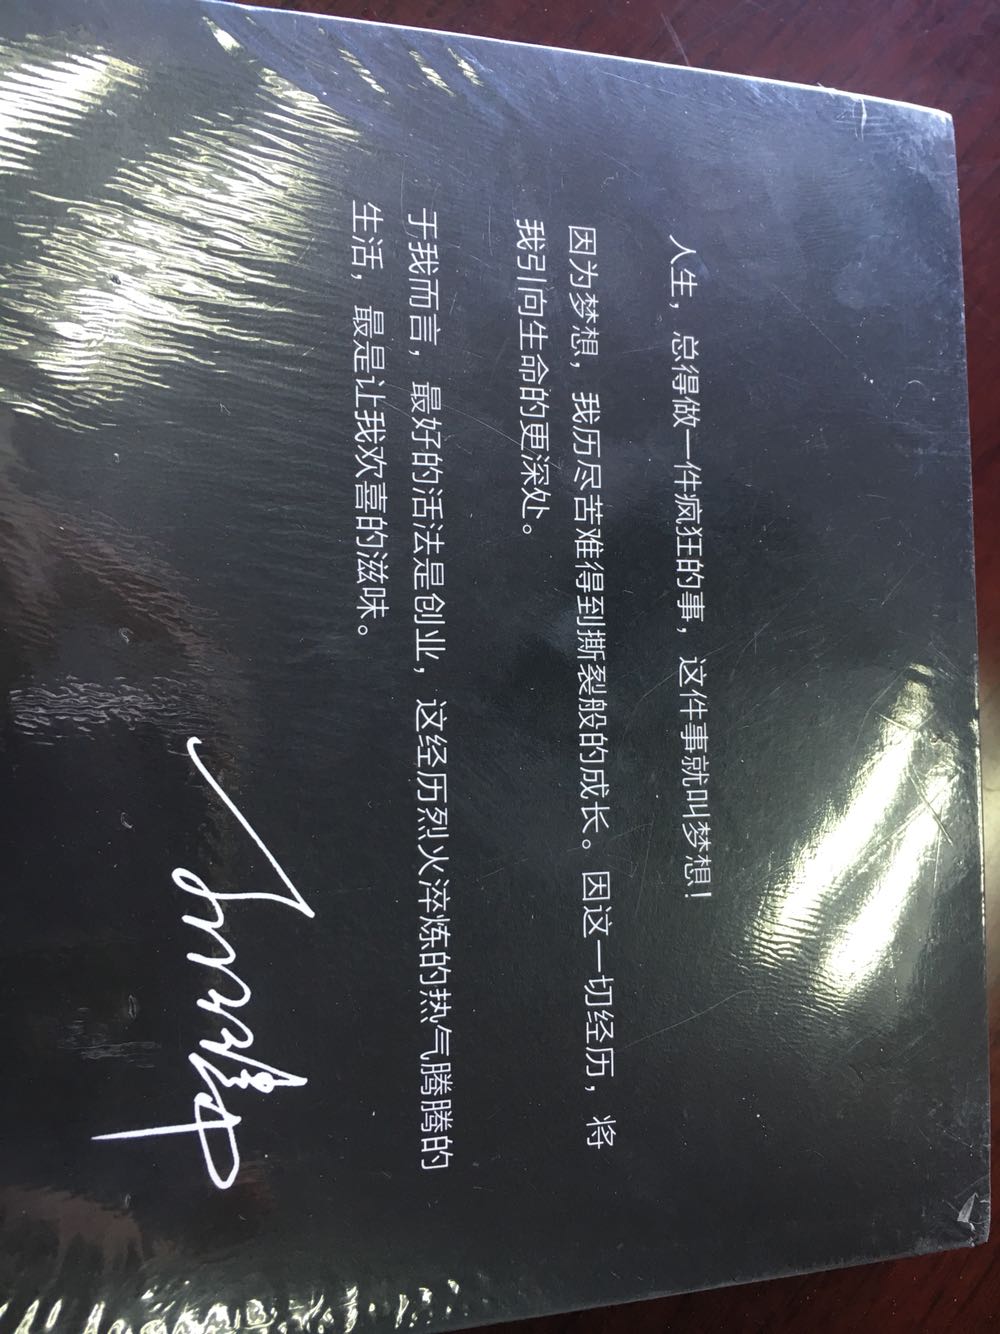 人生，总得做一件疯狂的事，这件事就叫梦想！
因为梦想，我历尽苦难得到撕裂般的成长。因这一切经历，将
我引向生命的更深处。
于我而言，最好的活法是创业，这经历烈火淬炼的热气腾腾的
生活，最是让我欢喜的滋味。